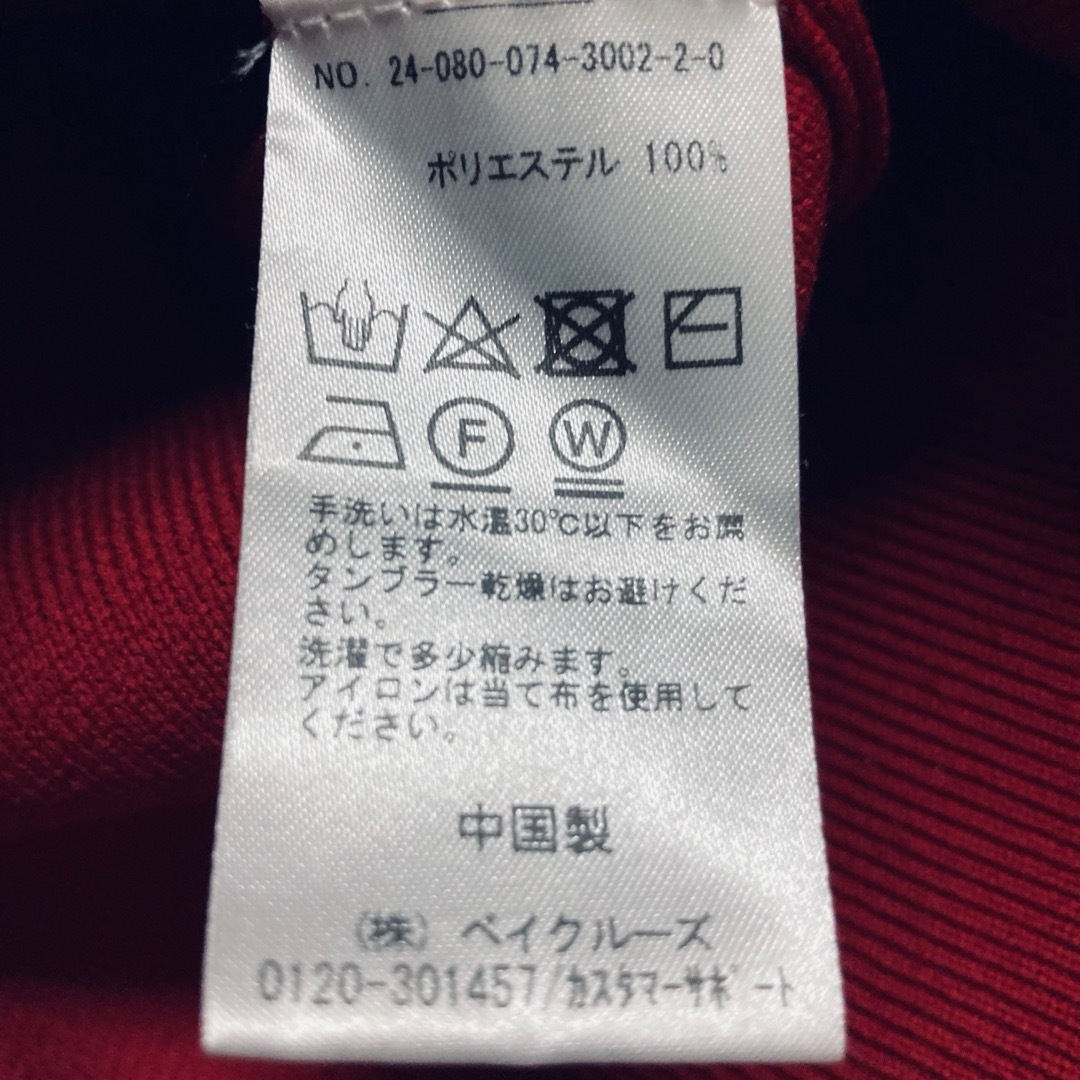 NO. 24-080-074-3002-2-0
ポリエステル 100%
F
W
手洗いは水温30℃以下をお薦
めします。
タンブラー乾燥はお避けくだ
さい。
洗濯で多少縮みます。
アイロンは当て布を使用して
ください。
中国製
(株) ベイクルーズ
0120-301457/カスタマーサポート